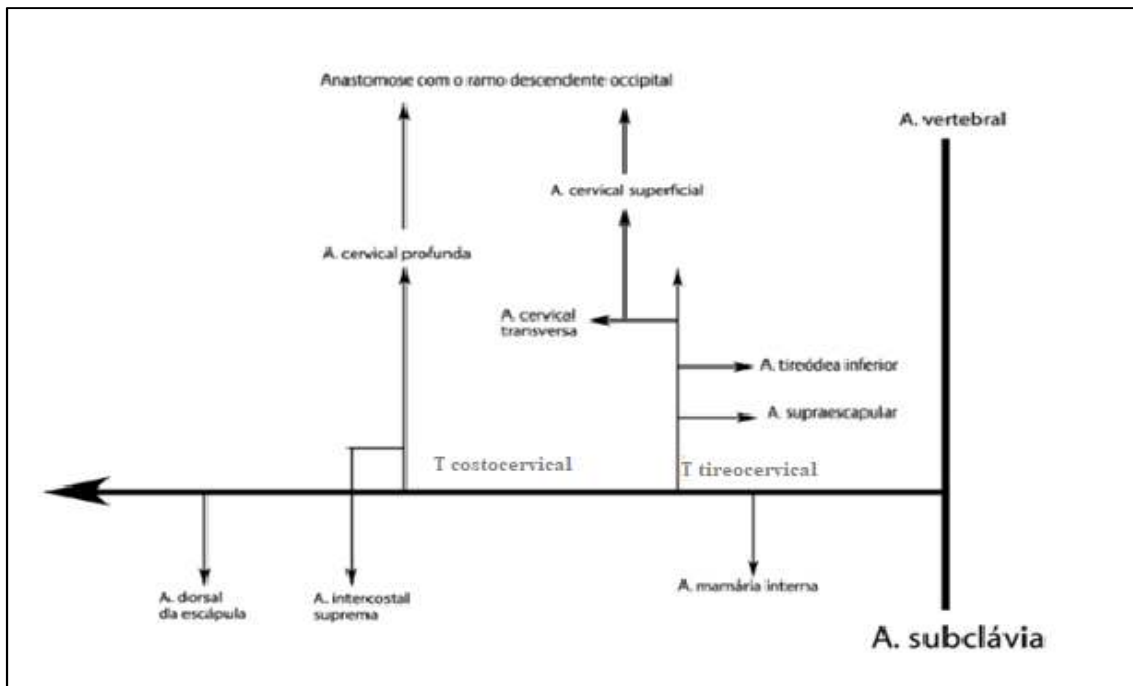 Anastomose com o ramo descendente occipital
A. vertebral
A. cervical superficial
A. cervical profunda
A. cervical
transversa
A. tireódea inferior
A. supraescapular
T costocervical
T tireocervical
A. dorsal
da escápula
A. intercostal
suprema
A. mamária interna
A. subclávia